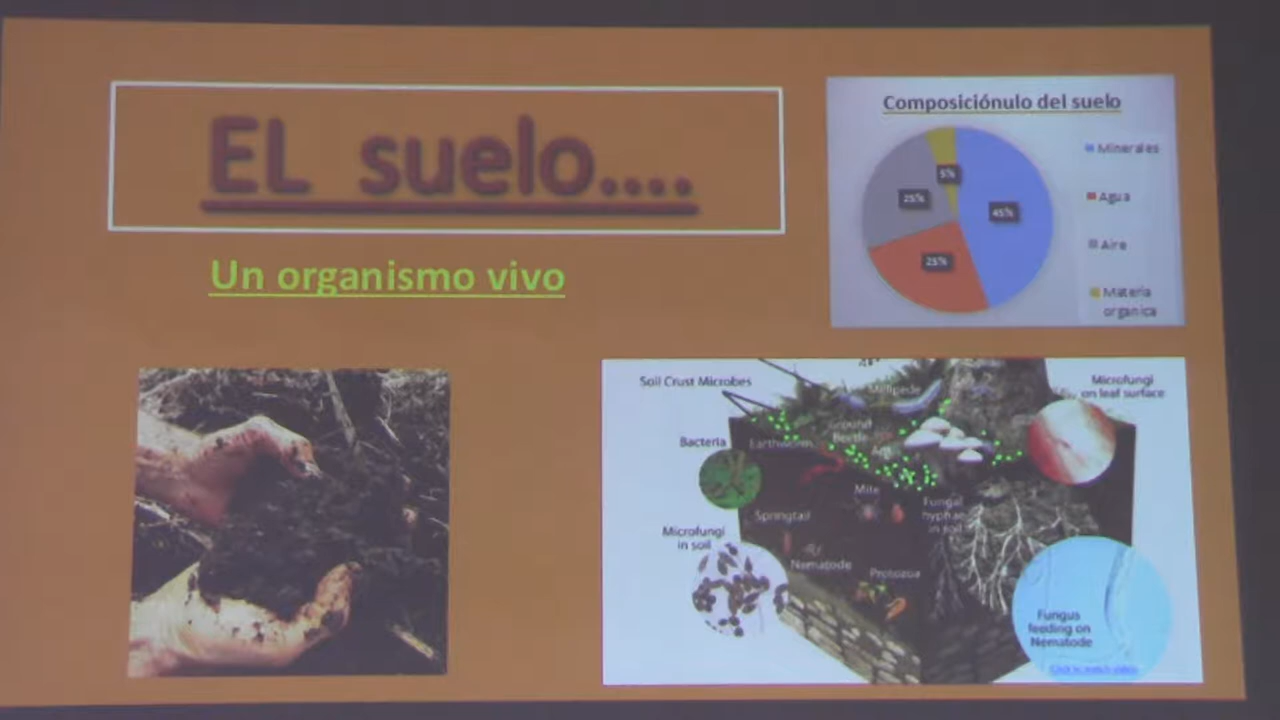 EL suelo....
Un organismo vivo
Composiciónulo del suelo
5%
25%
45%
25%
Minerales
Agua
Aire
Materia
organica
Soil Crust Microbes
Millipede
Microfungi
on leaf surface
Ground
Beetle
Bacteria
Earthworm
Ant
Mite
Fungal
hyphae
in soil
Springtail
Microfungi
in soil
Nematode
Protozoa
Fungus
feeding on
Nematode